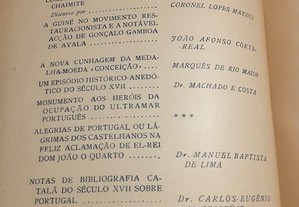 CHAIMITE
Discurso por .................. CORONEL LOPES MATEUS
A GUINÉ NO MOVIMENTO RES-
TAURACIONISTA E A NOTÁVEL
ACÇÃO DE GONÇALO GAMBOA
DE AYALA ..................... JOÃO AFONSO CÔRTE-
REAL
A NOVA CUNHAGEM DA MEDA-
LHA-MOEDA «CONCEIÇÃO» .... MARQUÊS DE RIO MAIOR
UM EPISÓDIO HISTÓRICO-ANEDÓ-
TICO DO SÉCULO XVII ........... Dr. MACHADO E COSTA
MONUMENTO AOS HERÓIS DA
OCUPAÇÃO DO ULTRAMAR
PORTUGUÊS .................... * * *
ALEGRIAS DE PORTUGAL OU LÁ-
GRIMAS DOS CASTELHANOS NA
FFLIZ ACLAMAÇÃO DE EL-REI
DOM JOÃO O QUARTO ......... Dr. MANUEL BAPTISTA
DE LIMA
NOTAS DE BIBLIOGRAFIA CA-
TALÃ DO SÉCULO XVII SOBRE
PORTUGAL ..................... Dr. CARLOS-EUGÉNIO